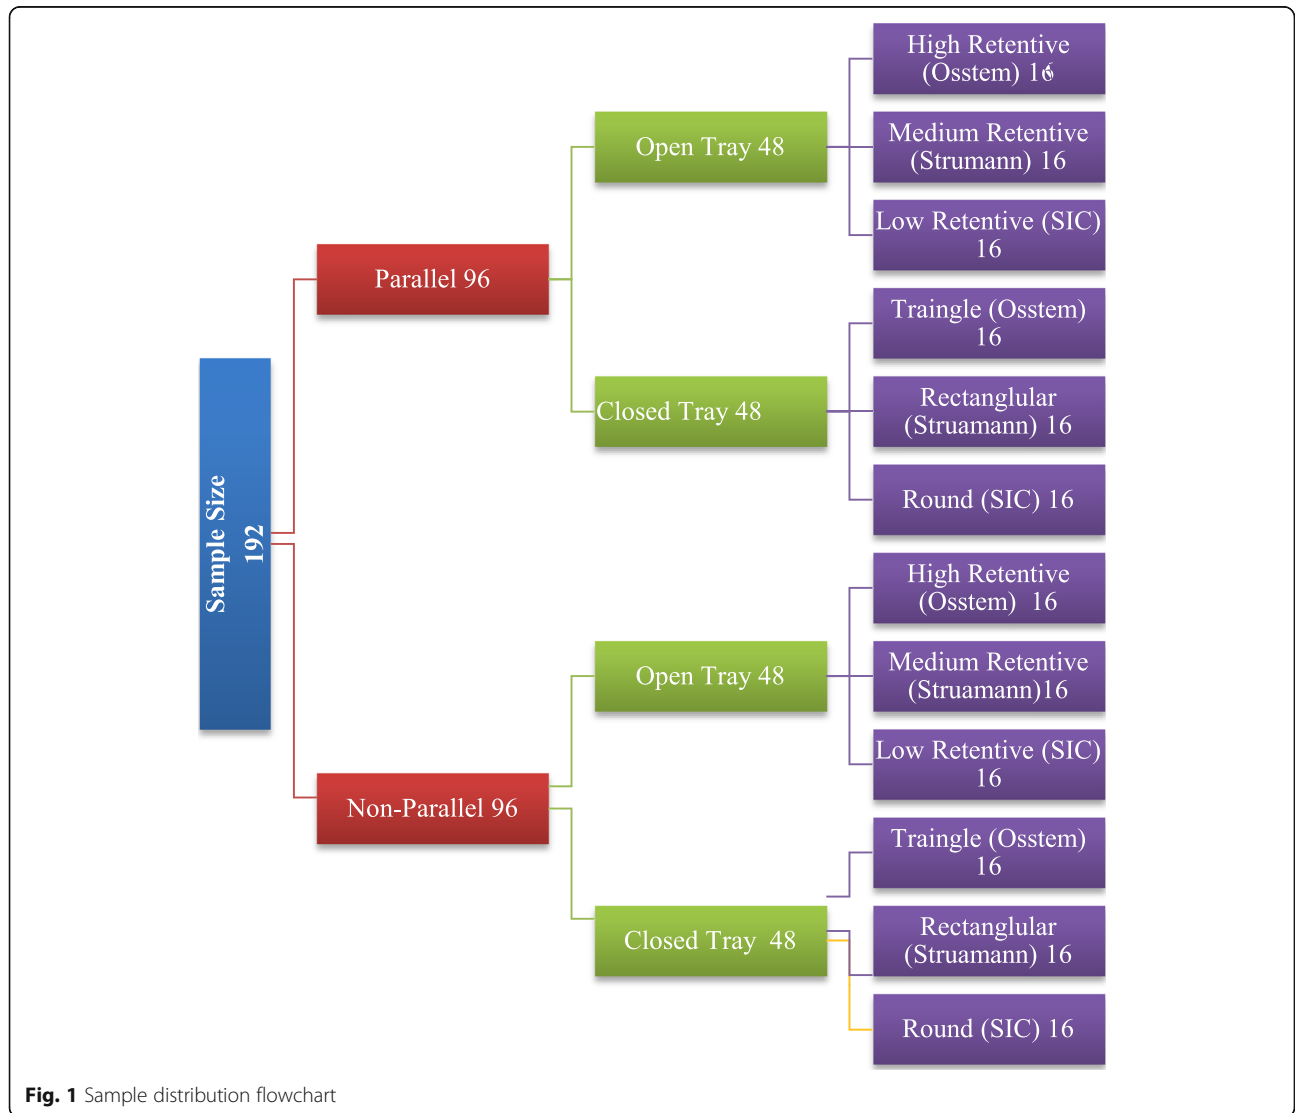 High Retentive
(Osstem) 16
Open Tray 48
Medium Retentive
(Strumann) 16
Low Retentive (SIC)
16
Parallel 96
Traingle (Osstem)
16
Closed Tray 48
Rectanglular
(Struamann) 16
Round (SIC) 16
Sample Size
192
High Retentive
(Osstem) 16
Open Tray 48
Medium Retentive
(Struamann)16
Low Retentive (SIC)
16
Non-Parallel 96
Traingle (Osstem)
16
Closed Tray 48
Rectanglular
(Struamann) 16
Round (SIC) 16
Fig. 1 Sample distribution flowchart